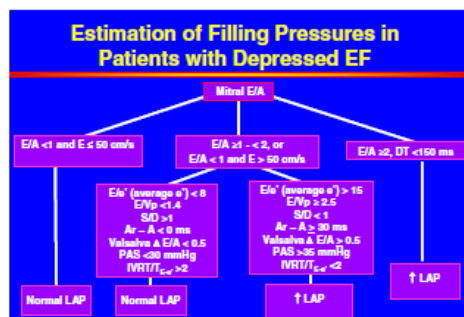 Estimation of Filling Pressures in
Patients with Depressed EF
Mitral E/A
E/A <1 and E ≤ 50 cm/s
E/A ≥1 - < 2, or
E/A < 1 and E > 50 cm/s
E/A ≥2, DT <150 ms
E/e' (average e') < 8
E/Vp <1.4
S/D >1
Ar – A < 0 ms
Valsalva Δ E/A < 0.5
PAS <30 mmHg
IVRT/TE-e' >2
E/e' (average e') > 15
E/Vp ≥ 2.5
S/D < 1
Ar – A ≥ 30 ms
Valsalva Δ E/A ≥ 0.5
PAS >35 mmHg
IVRT/TE-e' <2
Normal LAP
Normal LAP
↑ LAP
↑ LAP